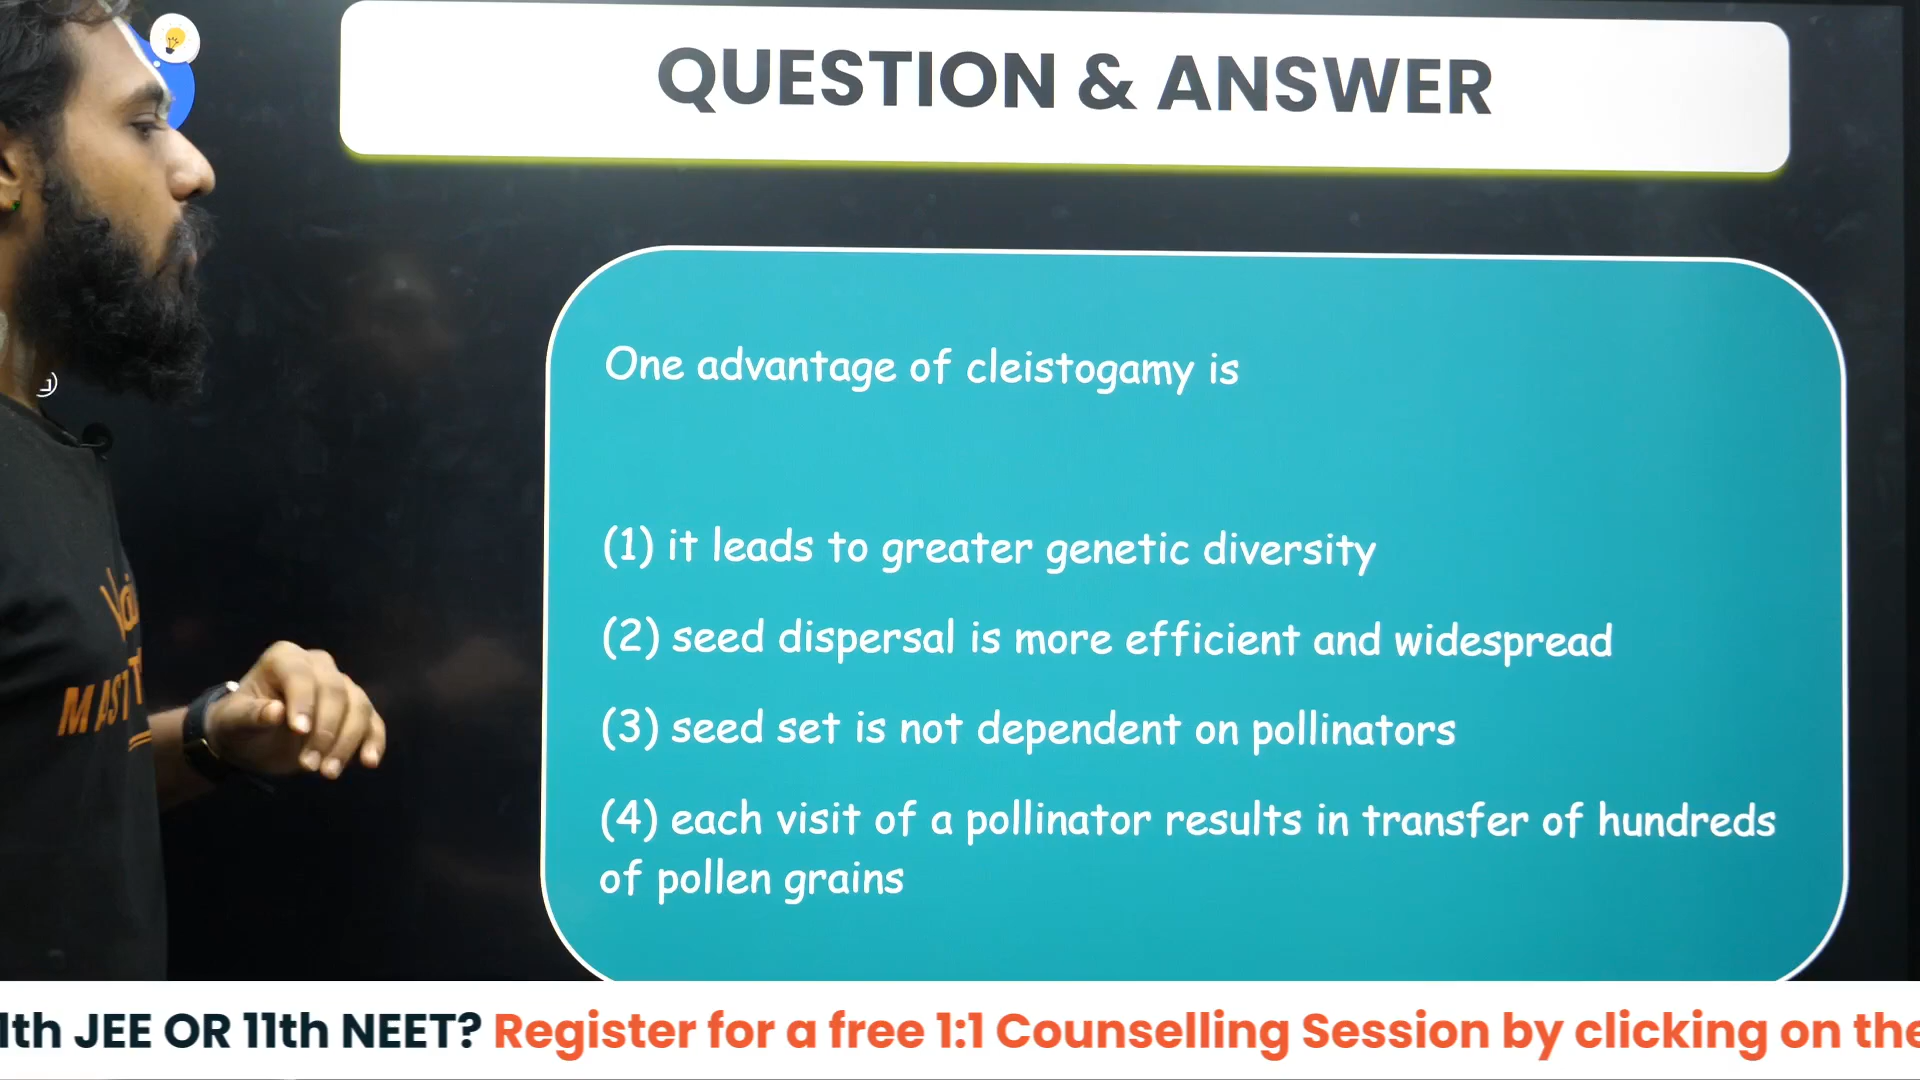 QUESTION & ANSWER
One advantage of cleistogamy is
(1) it leads to greater genetic diversity
(2) seed dispersal is more efficient and widespread
(3) seed set is not dependent on pollinators
(4) each visit of a pollinator results in transfer of hundreds
of pollen grains
JEE OR 11th NEET? Register for a free 1:1 Counselling Session by clicking on the